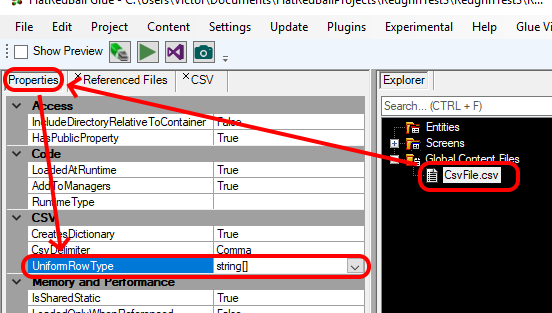 FlatRedBall Glue - C:\Users\Victor\Documents\FlatRedBallProjects\
File Edit Project Content Settings Update Plugins Experimental Help Glue Vi
Show Preview
Properties Referenced Files CSV
Access
IncludeDirectoryRelativeToContainer False
HasPublicProperty True
Code
LoadedAtRuntime True
AddToManagers True
RuntimeType
CSV
CreatesDictionary True
CsvDelimiter Comma
UniformRowType string[]
Memory and Performance
IsSharedStatic True
LoadedOnlyWhenReferenced False
Explorer
Search... (CTRL + F)
Entities
Screens
Global Content Files
CsvFile.csv